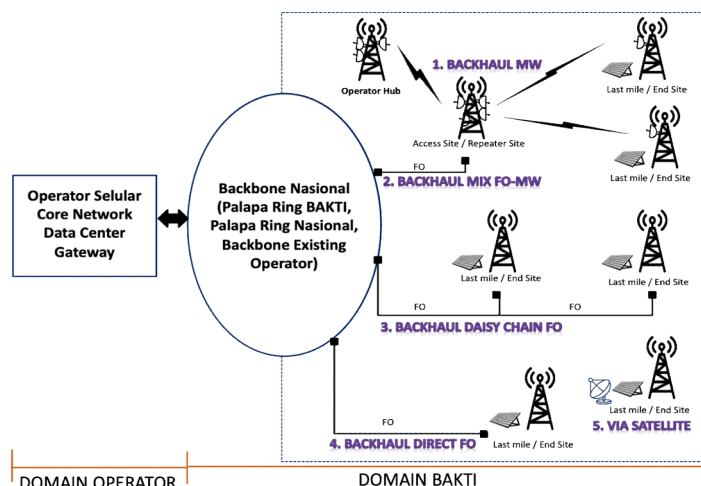 1. BACKHAUL MW
Operator Hub
Last mile / End Site
Access Site / Repeater Site
FO
2. BACKHAUL MIX FO-MW
Last mile / End Site
Operator Selular
Core Network
Data Center
Gateway
Backbone Nasional
(Palapa Ring BAKTI,
Palapa Ring Nasional,
Backbone Existing
Operator)
Last mile / End Site
Last mile / End Site
FO
FO
3. BACKHAUL DAISY CHAIN FO
Last mile / End Site
5. VIA SATELLITE
FO
4. BACKHAUL DIRECT FO
Last mile / End Site
DOMAIN OPERATOR
DOMAIN BAKTI